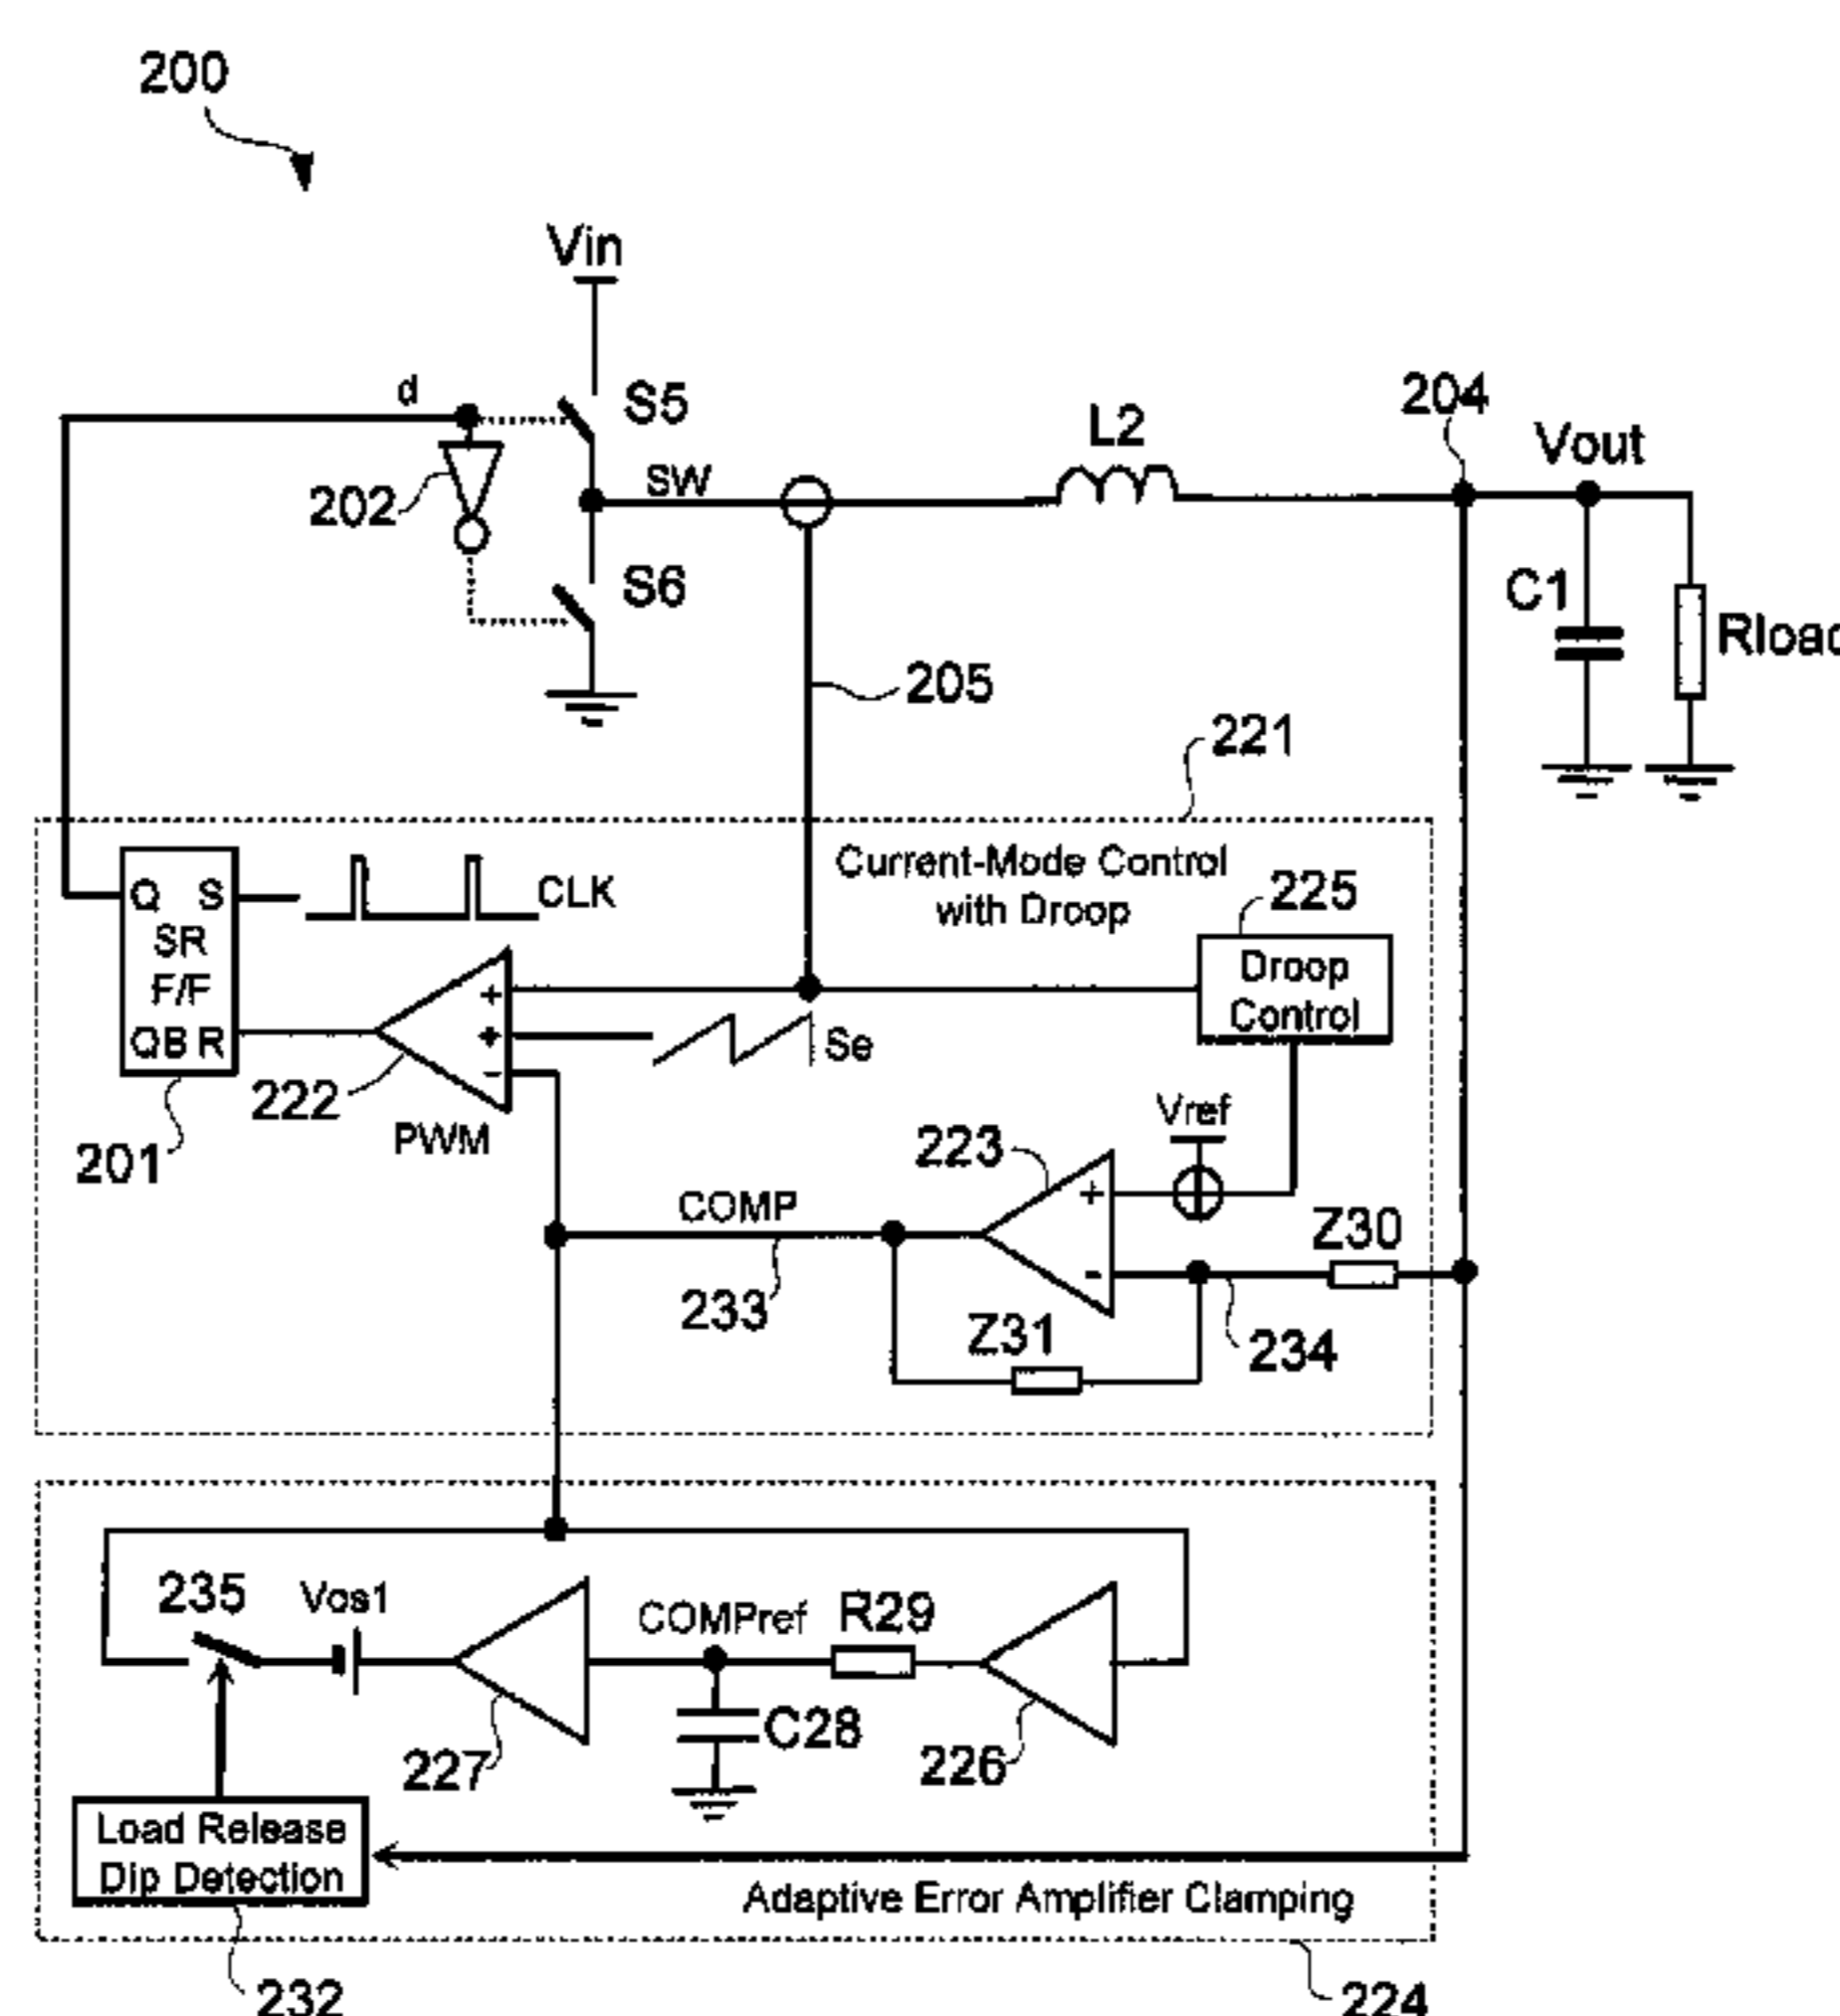 200
Vin
d
S5
204
L2
Vout
SW
202
S6
C1
Rload
205
221
Current-Mode Control
with Droop
225
Q S
CLK
SR
F/F
QB R
Droop
Control
+
+
-
Se
222
PWM
201
Vref
223
+
COMP
Z30
-
233
Z31
234
235
Vos1
COMPref
R29
C28
227
226
Load Release
Dip Detection
Adaptive Error Amplifier Clamping
232
224